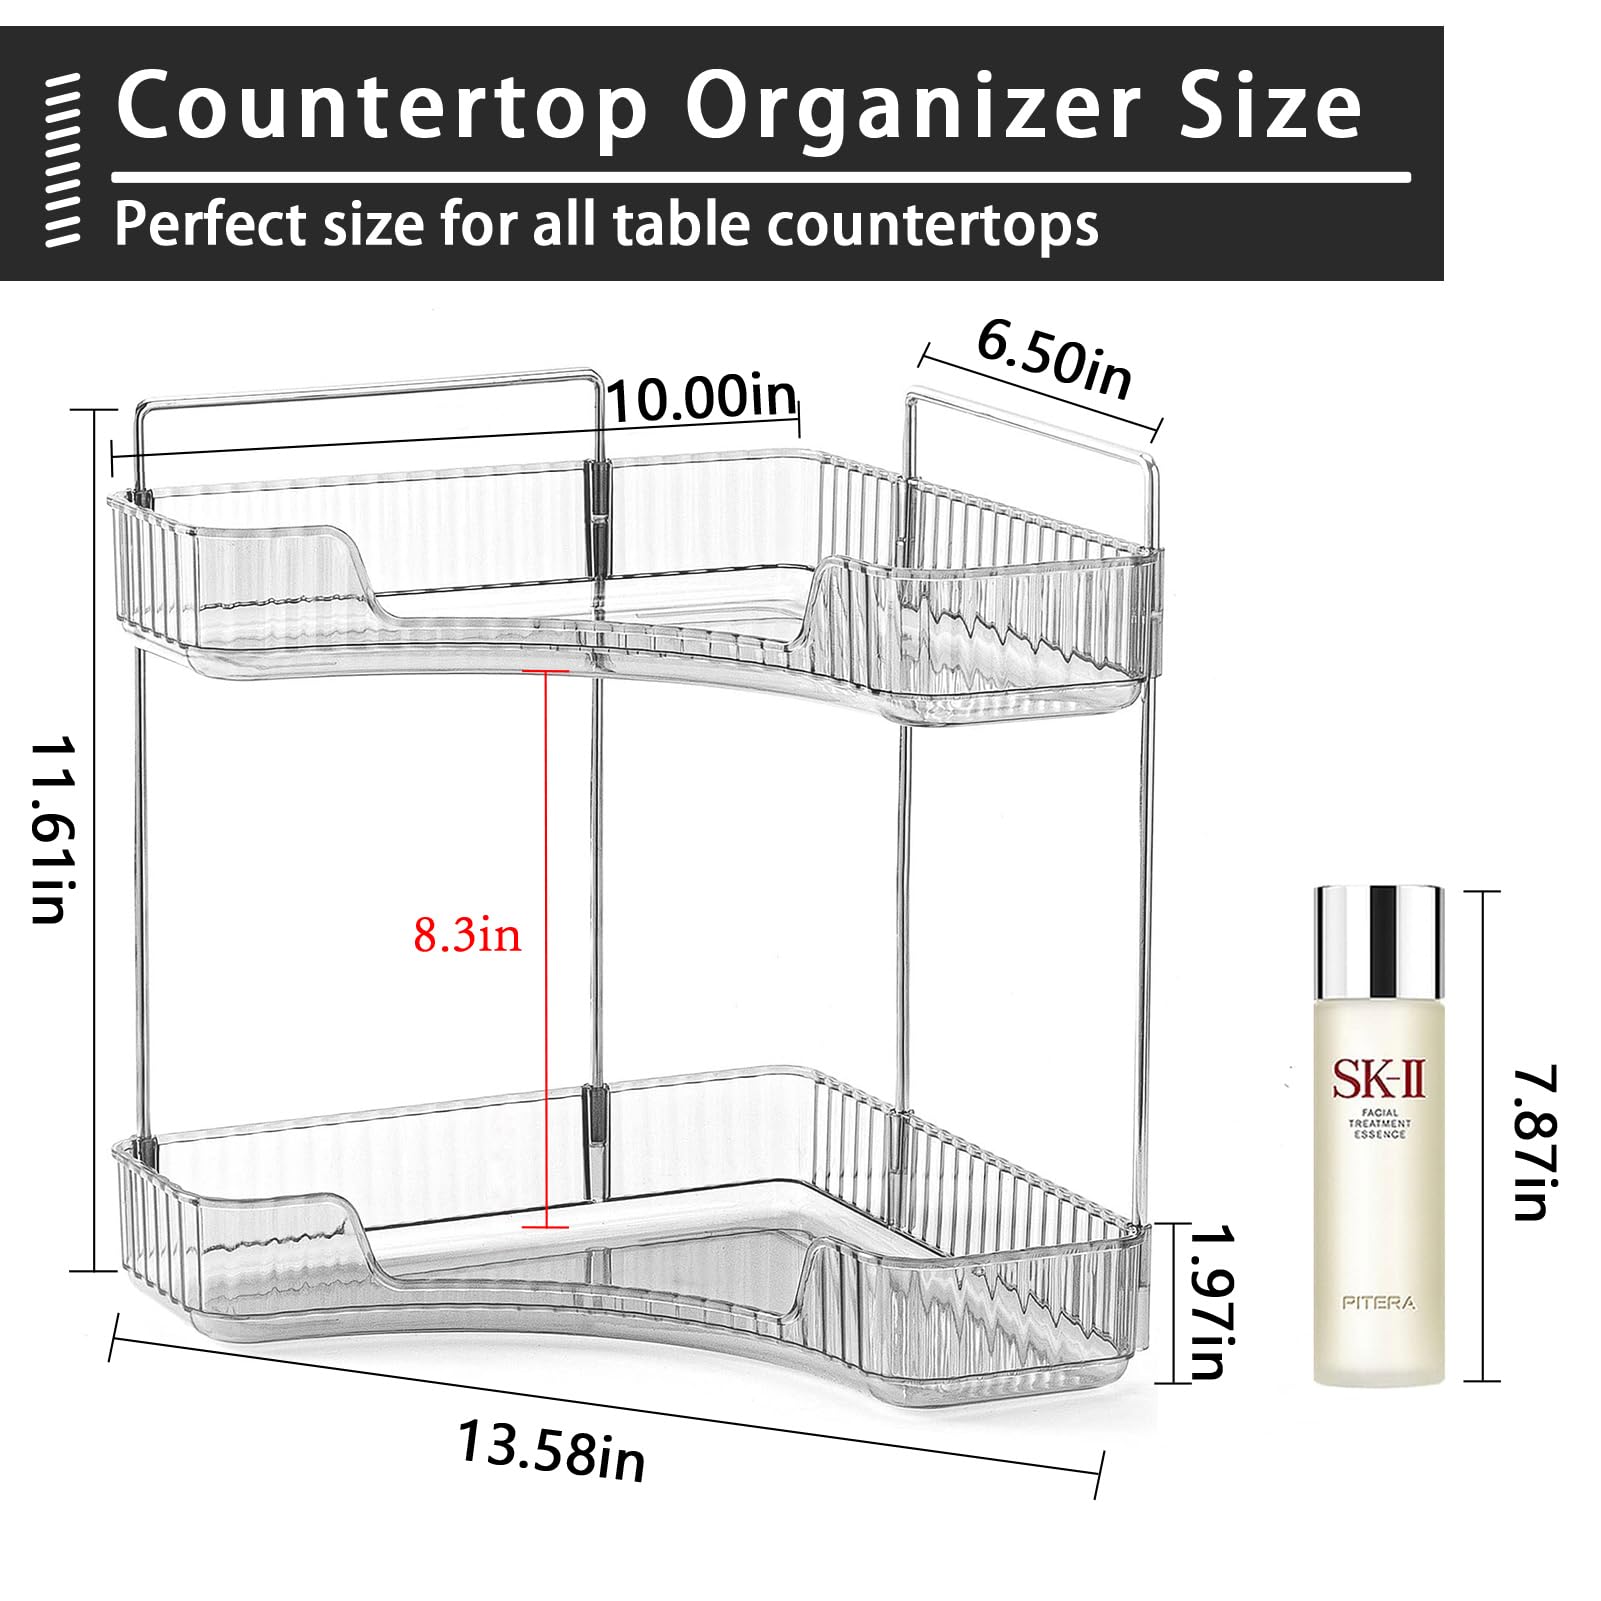 Countertop Organizer Size
Perfect size for all table countertops
10.00in
6.50in
11.61in
8.3in
7.87in
SK-II
FACIAL
TREATMENT
ESSENCE
PITERA
1.97in
13.58in